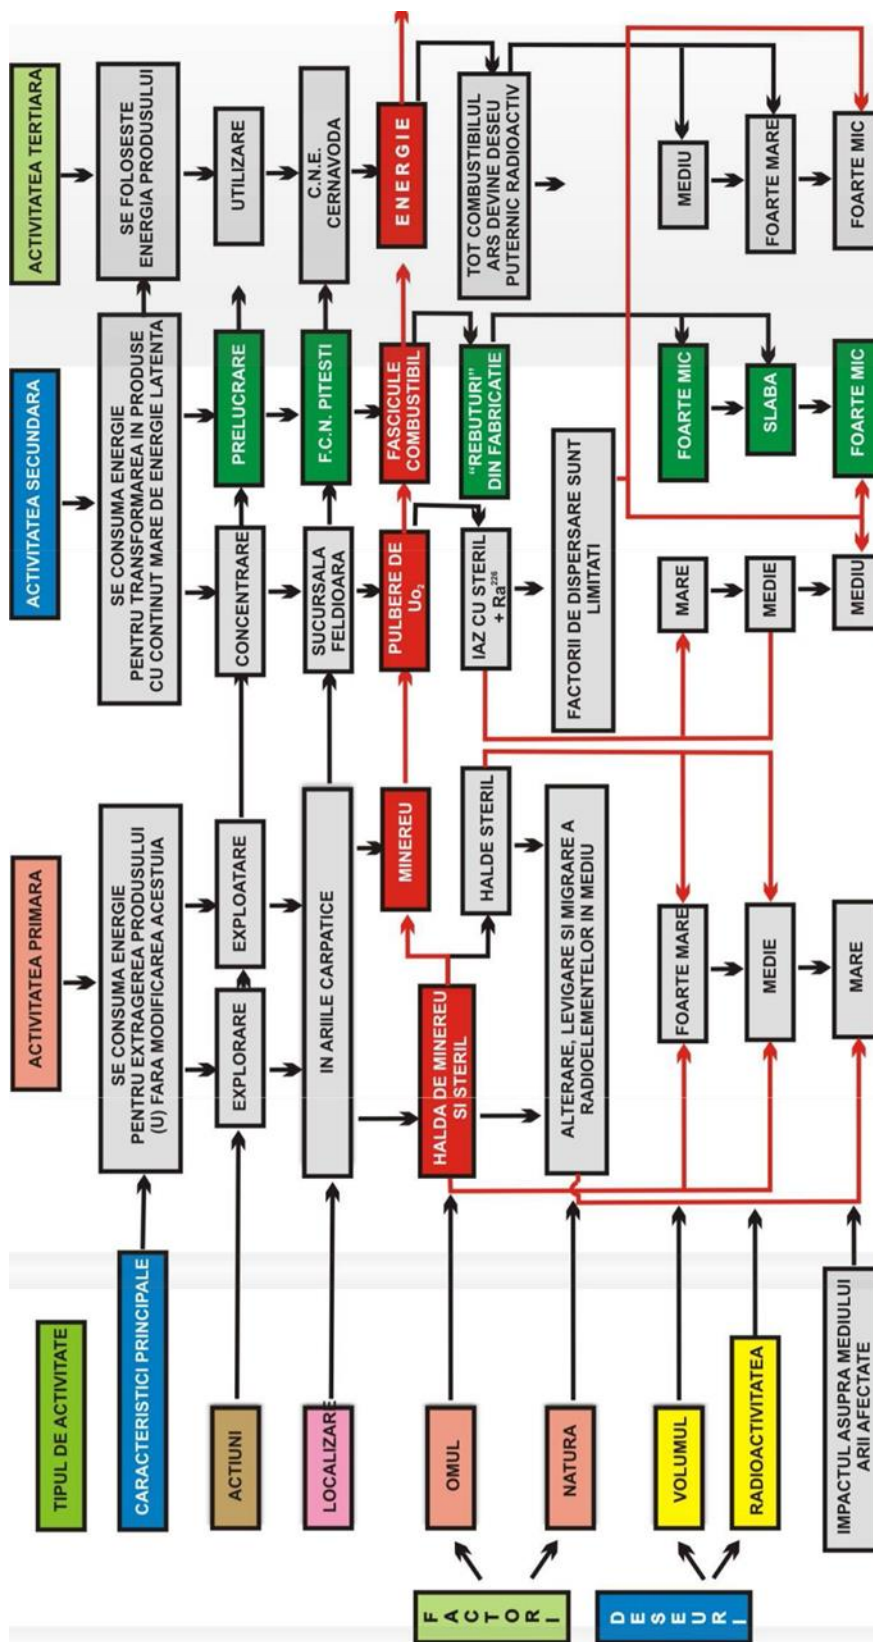 TIPUL DE ACTIVITATE
ACTIVITATEA PRIMARA
ACTIVITATEA SECUNDARA
ACTIVITATEA TERTIARA
CARACTERISTICI PRINCIPALE
SE CONSUMA ENERGIE
PENTRU EXTRAGEREA PRODUSULUI
(U) FARA MODIFICAREA ACESTUIA
SE CONSUMA ENERGIE
PENTRU TRANSFORMAREA IN PRODUSE
CU CONTINUT MARE DE ENERGIE LATENTA
SE FOLOSESTE
ENERGIA PRODUSULUI
ACTIUNI
EXPLORARE
EXPLOATARE
CONCENTRARE
PRELUCRARE
UTILIZARE
LOCALIZARE
IN ARIILE CARPATICE
SUCURSALA
FELDIOARA
F.C.N. PITESTI
C.N.E.
CERNAVODA
FACTORI
OMUL
HALDA DE MINEREU
SI STERIL
MINEREU
PULBERE DE
Uo₂
FASCICULE
COMBUSTIBIL
ENERGIE
HALDE STERIL
IAZ CU STERIL
+ Ra²²⁶
“REBUTURI”
DIN FABRICATIE
TOT COMBUSTIBILUL
ARS DEVINE DESEU
PUTERNIC RADIOACTIV
NATURA
ALTERARE, LEVIGARE SI MIGRARE A
RADIOELEMENTELOR IN MEDIU
FACTORII DE DISPERSARE SUNT
LIMITATI
DESEURI
VOLUMUL
FOARTE MARE
MARE
FOARTE MIC
MEDIU
RADIOACTIVITATEA
MEDIE
MEDIE
SLABA
FOARTE MARE
IMPACTUL ASUPRA MEDIULUI
ARII AFECTATE
MARE
MEDIU
FOARTE MIC
FOARTE MIC